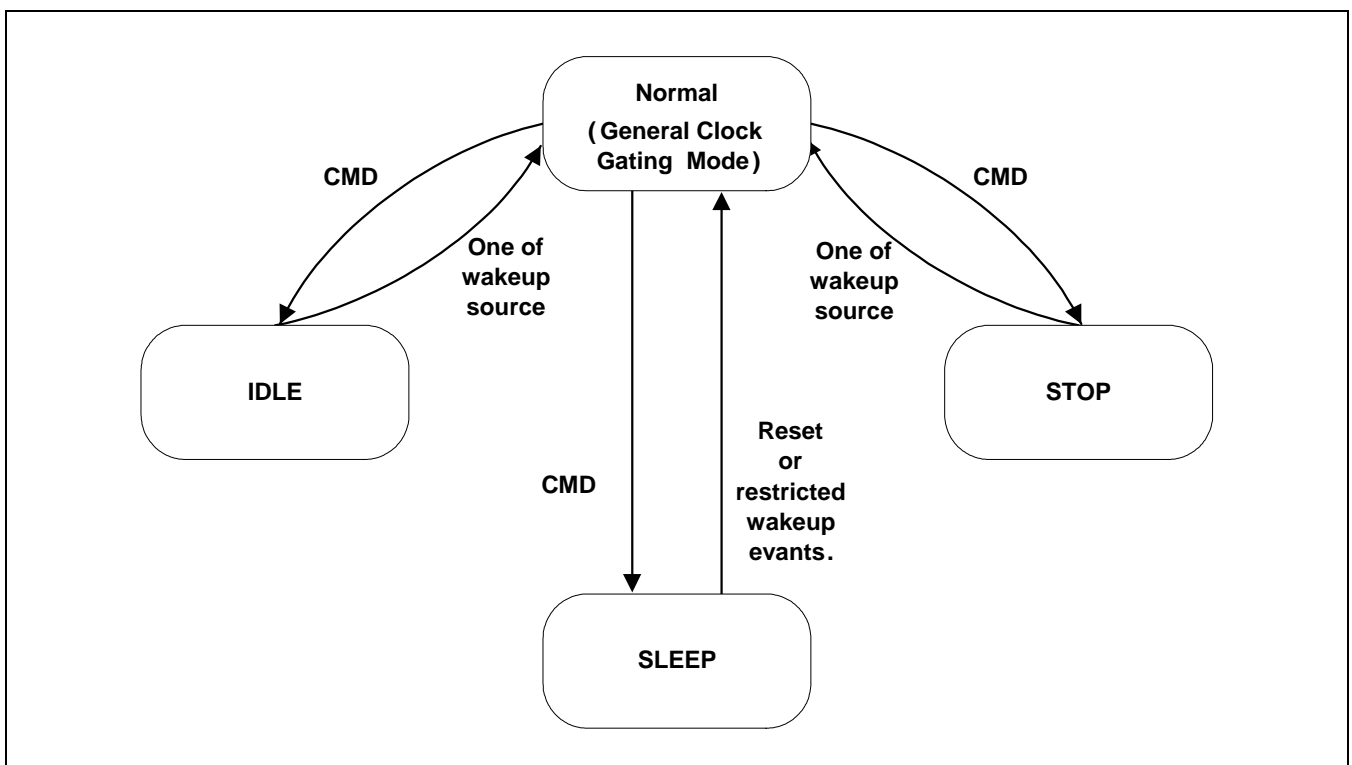 Normal
(General Clock
Gating Mode)
CMD
CMD
One of
wakeup
source
One of
wakeup
source
IDLE
STOP
Reset
or
restricted
wakeup
evants.
CMD
SLEEP